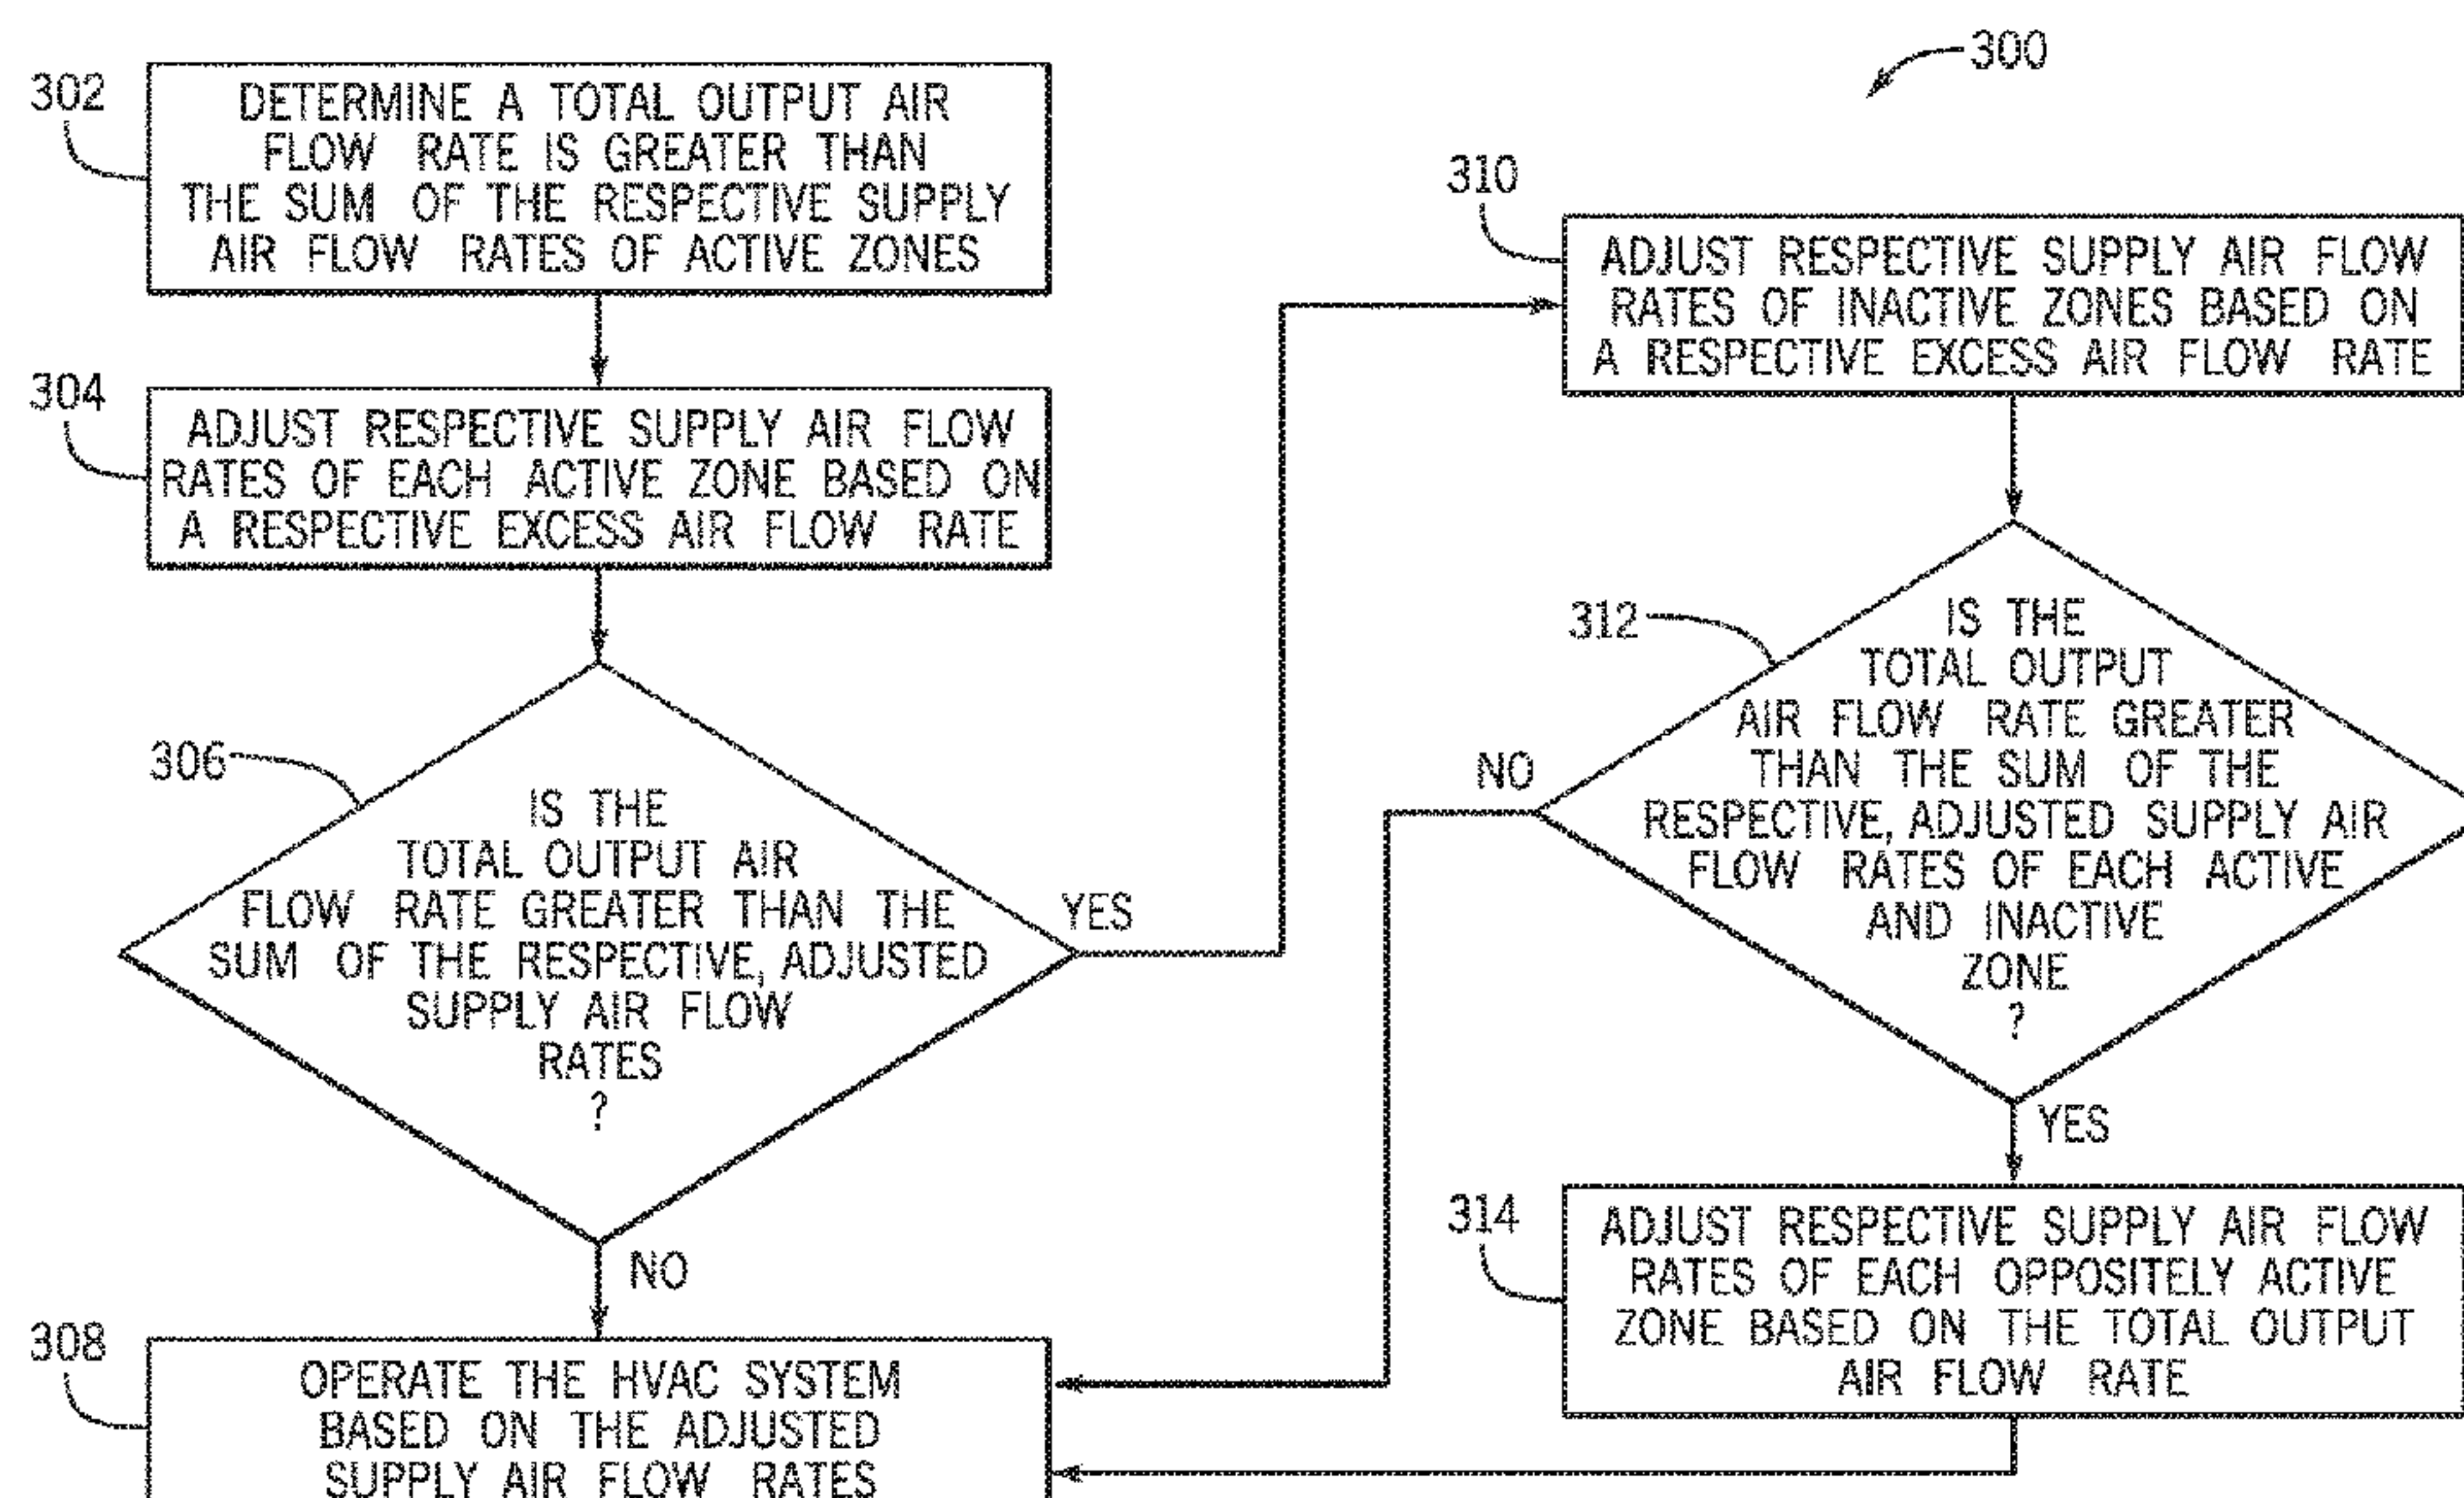 300
302
DETERMINE A TOTAL OUTPUT AIR
FLOW RATE IS GREATER THAN
THE SUM OF THE RESPECTIVE SUPPLY
AIR FLOW RATES OF ACTIVE ZONES
304
ADJUST RESPECTIVE SUPPLY AIR FLOW
RATES OF EACH ACTIVE ZONE BASED ON
A RESPECTIVE EXCESS AIR FLOW RATE
306
IS THE
TOTAL OUTPUT AIR
FLOW RATE GREATER THAN THE
SUM OF THE RESPECTIVE, ADJUSTED
SUPPLY AIR FLOW
RATES
?
YES
NO
308
OPERATE THE HVAC SYSTEM
BASED ON THE ADJUSTED
SUPPLY AIR FLOW RATES
310
ADJUST RESPECTIVE SUPPLY AIR FLOW
RATES OF INACTIVE ZONES BASED ON
A RESPECTIVE EXCESS AIR FLOW RATE
312
IS THE
TOTAL OUTPUT
AIR FLOW RATE GREATER
THAN THE SUM OF THE
RESPECTIVE, ADJUSTED SUPPLY AIR
FLOW RATES OF EACH ACTIVE
AND INACTIVE
ZONE
?
NO
YES
314
ADJUST RESPECTIVE SUPPLY AIR FLOW
RATES OF EACH OPPOSITELY ACTIVE
ZONE BASED ON THE TOTAL OUTPUT
AIR FLOW RATE